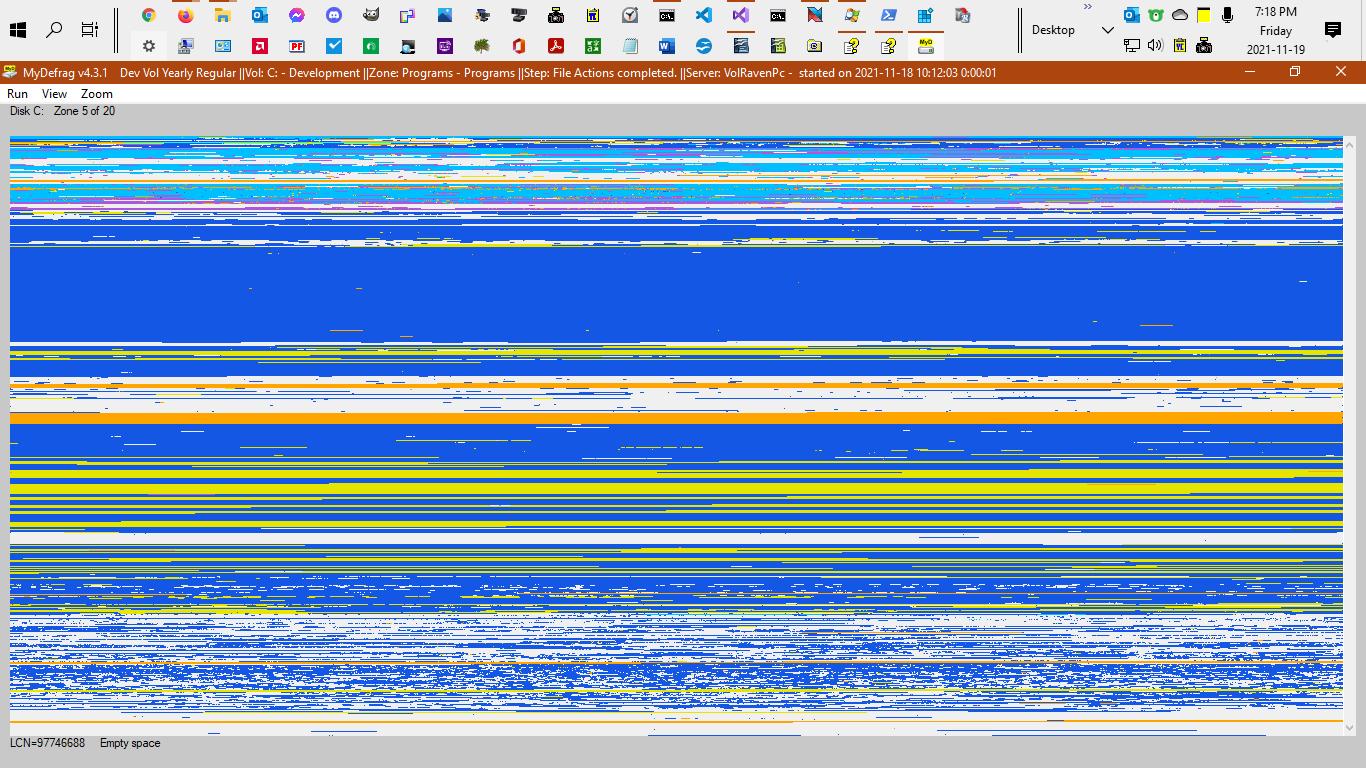 7:18 PM
Desktop
Friday
2021-11-19
MyDefrag v4.3.1 Dev Vol Yearly Regular ||Vol: C: - Development ||Zone: Programs - Programs ||Step: File Actions completed. ||Server: VolRavenPc - started on 2021-11-18 10:12:03 0:00:01
Run View Zoom
Disk C: Zone 5 of 20
LCN=97746688 Empty space